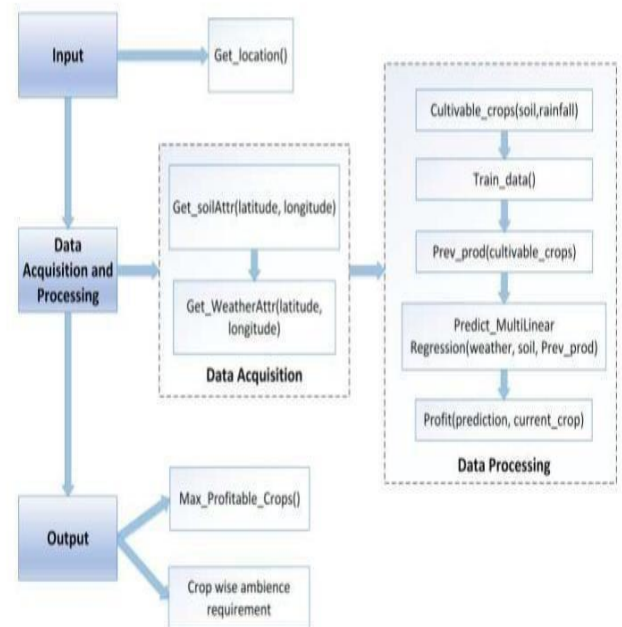 Input
Get_location()
Cultivable_crops(soil,rainfall)
Train_data()
Get_soilAttr(latitude, longitude)
Data
Acquisition and
Processing
Prev_prod(cultivable_crops)
Get_WeatherAttr(latitude,
longitude)
Predict_MultiLinear
Regression(weather, soil, Prev_prod)
Data Acquisition
Profit(prediction, current_crop)
Data Processing
Max_Profitable_Crops()
Output
Crop wise ambience
requirement